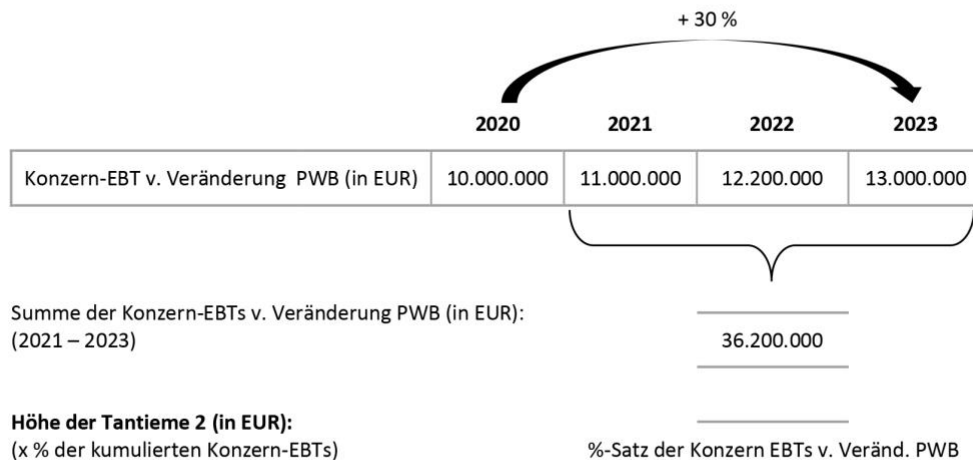 + 30 %
2020 2021 2022 2023
Konzern-EBT v. Veränderung PWB (in EUR) 10.000.000 11.000.000 12.200.000 13.000.000
Summe der Konzern-EBTs v. Veränderung PWB (in EUR):
(2021 – 2023) 36.200.000
Höhe der Tantieme 2 (in EUR):
(x % der kumulierten Konzern-EBTs) %-Satz der Konzern EBTs v. Veränd. PWB